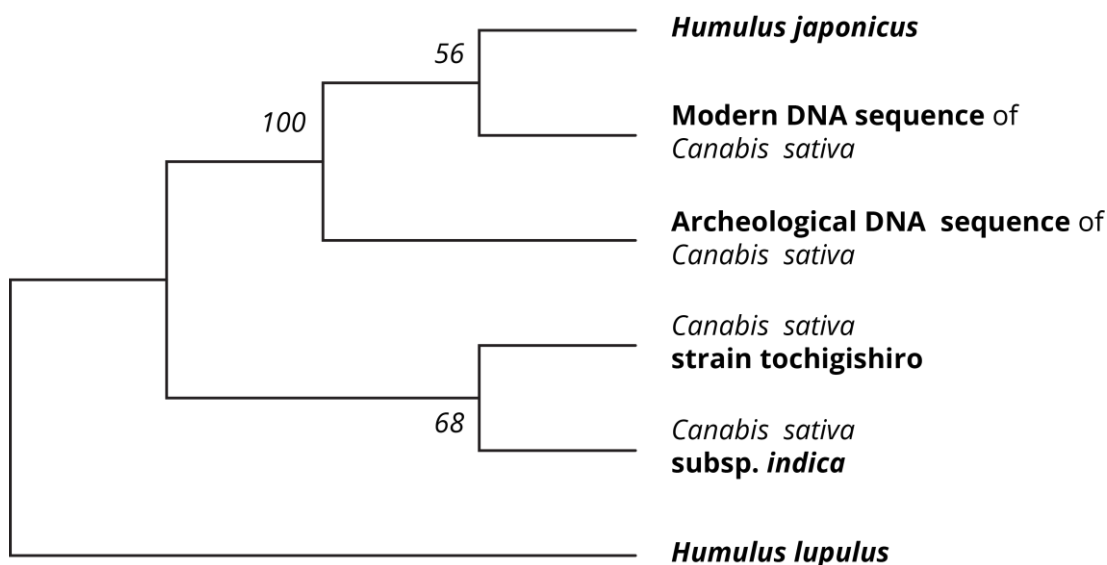 Humulus japonicus
56
Modern DNA sequence of
Canabis sativa
100
Archeological DNA sequence of
Canabis sativa
Canabis sativa
strain tochigishiro
68
Canabis sativa
subsp. indica
Humulus lupulus